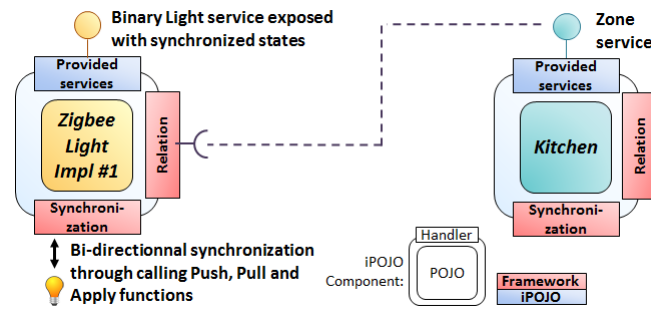 Binary Light service exposed
with synchronized states
Zone
service
Provided
services
Zigbee
Light
Impl #1
Relation
Synchroni-
zation
Provided
services
Kitchen
Relation
Synchroni-
zation
Bi-directionnal synchronization
through calling Push, Pull and
Apply functions
iPOJO
Component:
Handler
POJO
Framework
iPOJO